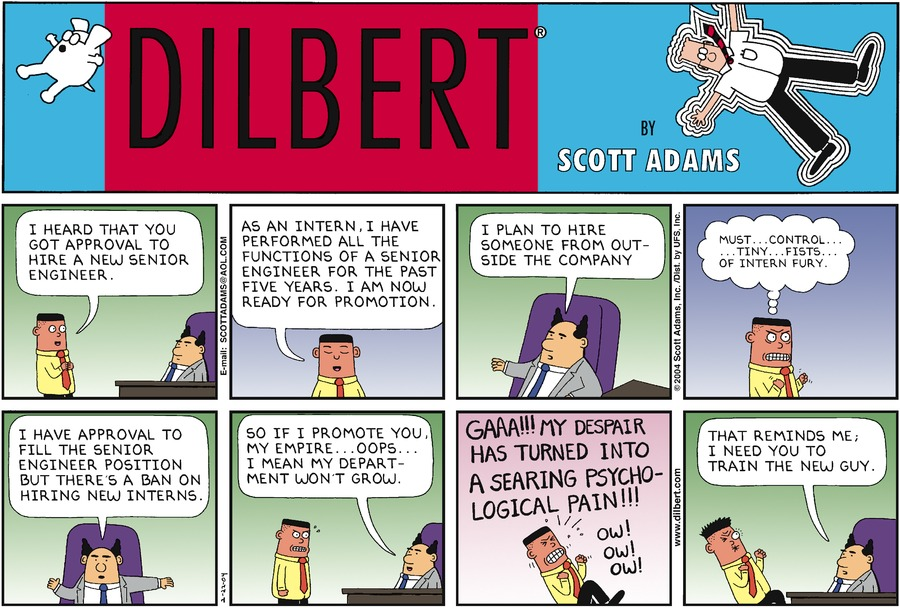 DILBERT®
BY
SCOTT ADAMS
I HEARD THAT YOU
GOT APPROVAL TO
HIRE A NEW SENIOR
ENGINEER.
E-mail: SCOTTADAMS@AOL.COM
AS AN INTERN, I HAVE
PERFORMED ALL THE
FUNCTIONS OF A SENIOR
ENGINEER FOR THE PAST
FIVE YEARS. I AM NOW
READY FOR PROMOTION.
I PLAN TO HIRE
SOMEONE FROM OUT-
SIDE THE COMPANY
© 2004 Scott Adams, Inc./Dist. by UFS, Inc.
MUST...CONTROL...
...TINY...FISTS...
OF INTERN FURY.
I HAVE APPROVAL TO
FILL THE SENIOR
ENGINEER POSITION
BUT THERE'S A BAN ON
HIRING NEW INTERNS.
2-22-04
SO IF I PROMOTE YOU,
MY EMPIRE...OOPS...
I MEAN MY DEPART-
MENT WON'T GROW.
GAAA!!! MY DESPAIR
HAS TURNED INTO
A SEARING PSYCHO-
LOGICAL PAIN!!!
OW!
OW!
OW!
www.dilbert.com
THAT REMINDS ME;
I NEED YOU TO
TRAIN THE NEW GUY.